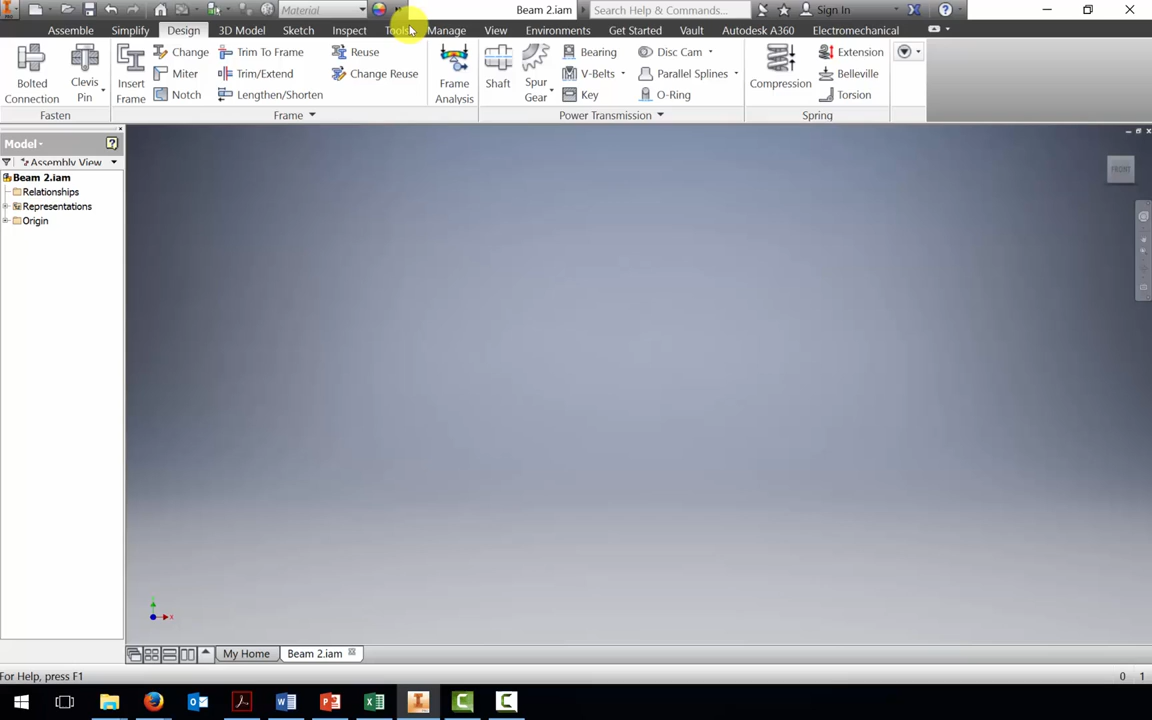 Material
Beam 2.iam
Search Help & Commands...
Sign In
Assemble Simplify Design 3D Model Sketch Inspect Tools Manage View Environments Get Started Vault Autodesk A360 Electromechanical
Bolted Connection
Clevis Pin
Fasten
Insert Frame
Change
Miter
Notch
Trim To Frame
Trim/Extend
Lengthen/Shorten
Reuse
Change Reuse
Frame
Frame Analysis
Shaft
Spur Gear
Bearing
V-Belts
Key
Disc Cam
Parallel Splines
O-Ring
Power Transmission
Compression
Extension
Belleville
Torsion
Spring
Model
Assembly View
Beam 2.iam
Relationships
Representations
Origin
FRONT
x
My Home Beam 2.iam
For Help, press F1
0 1